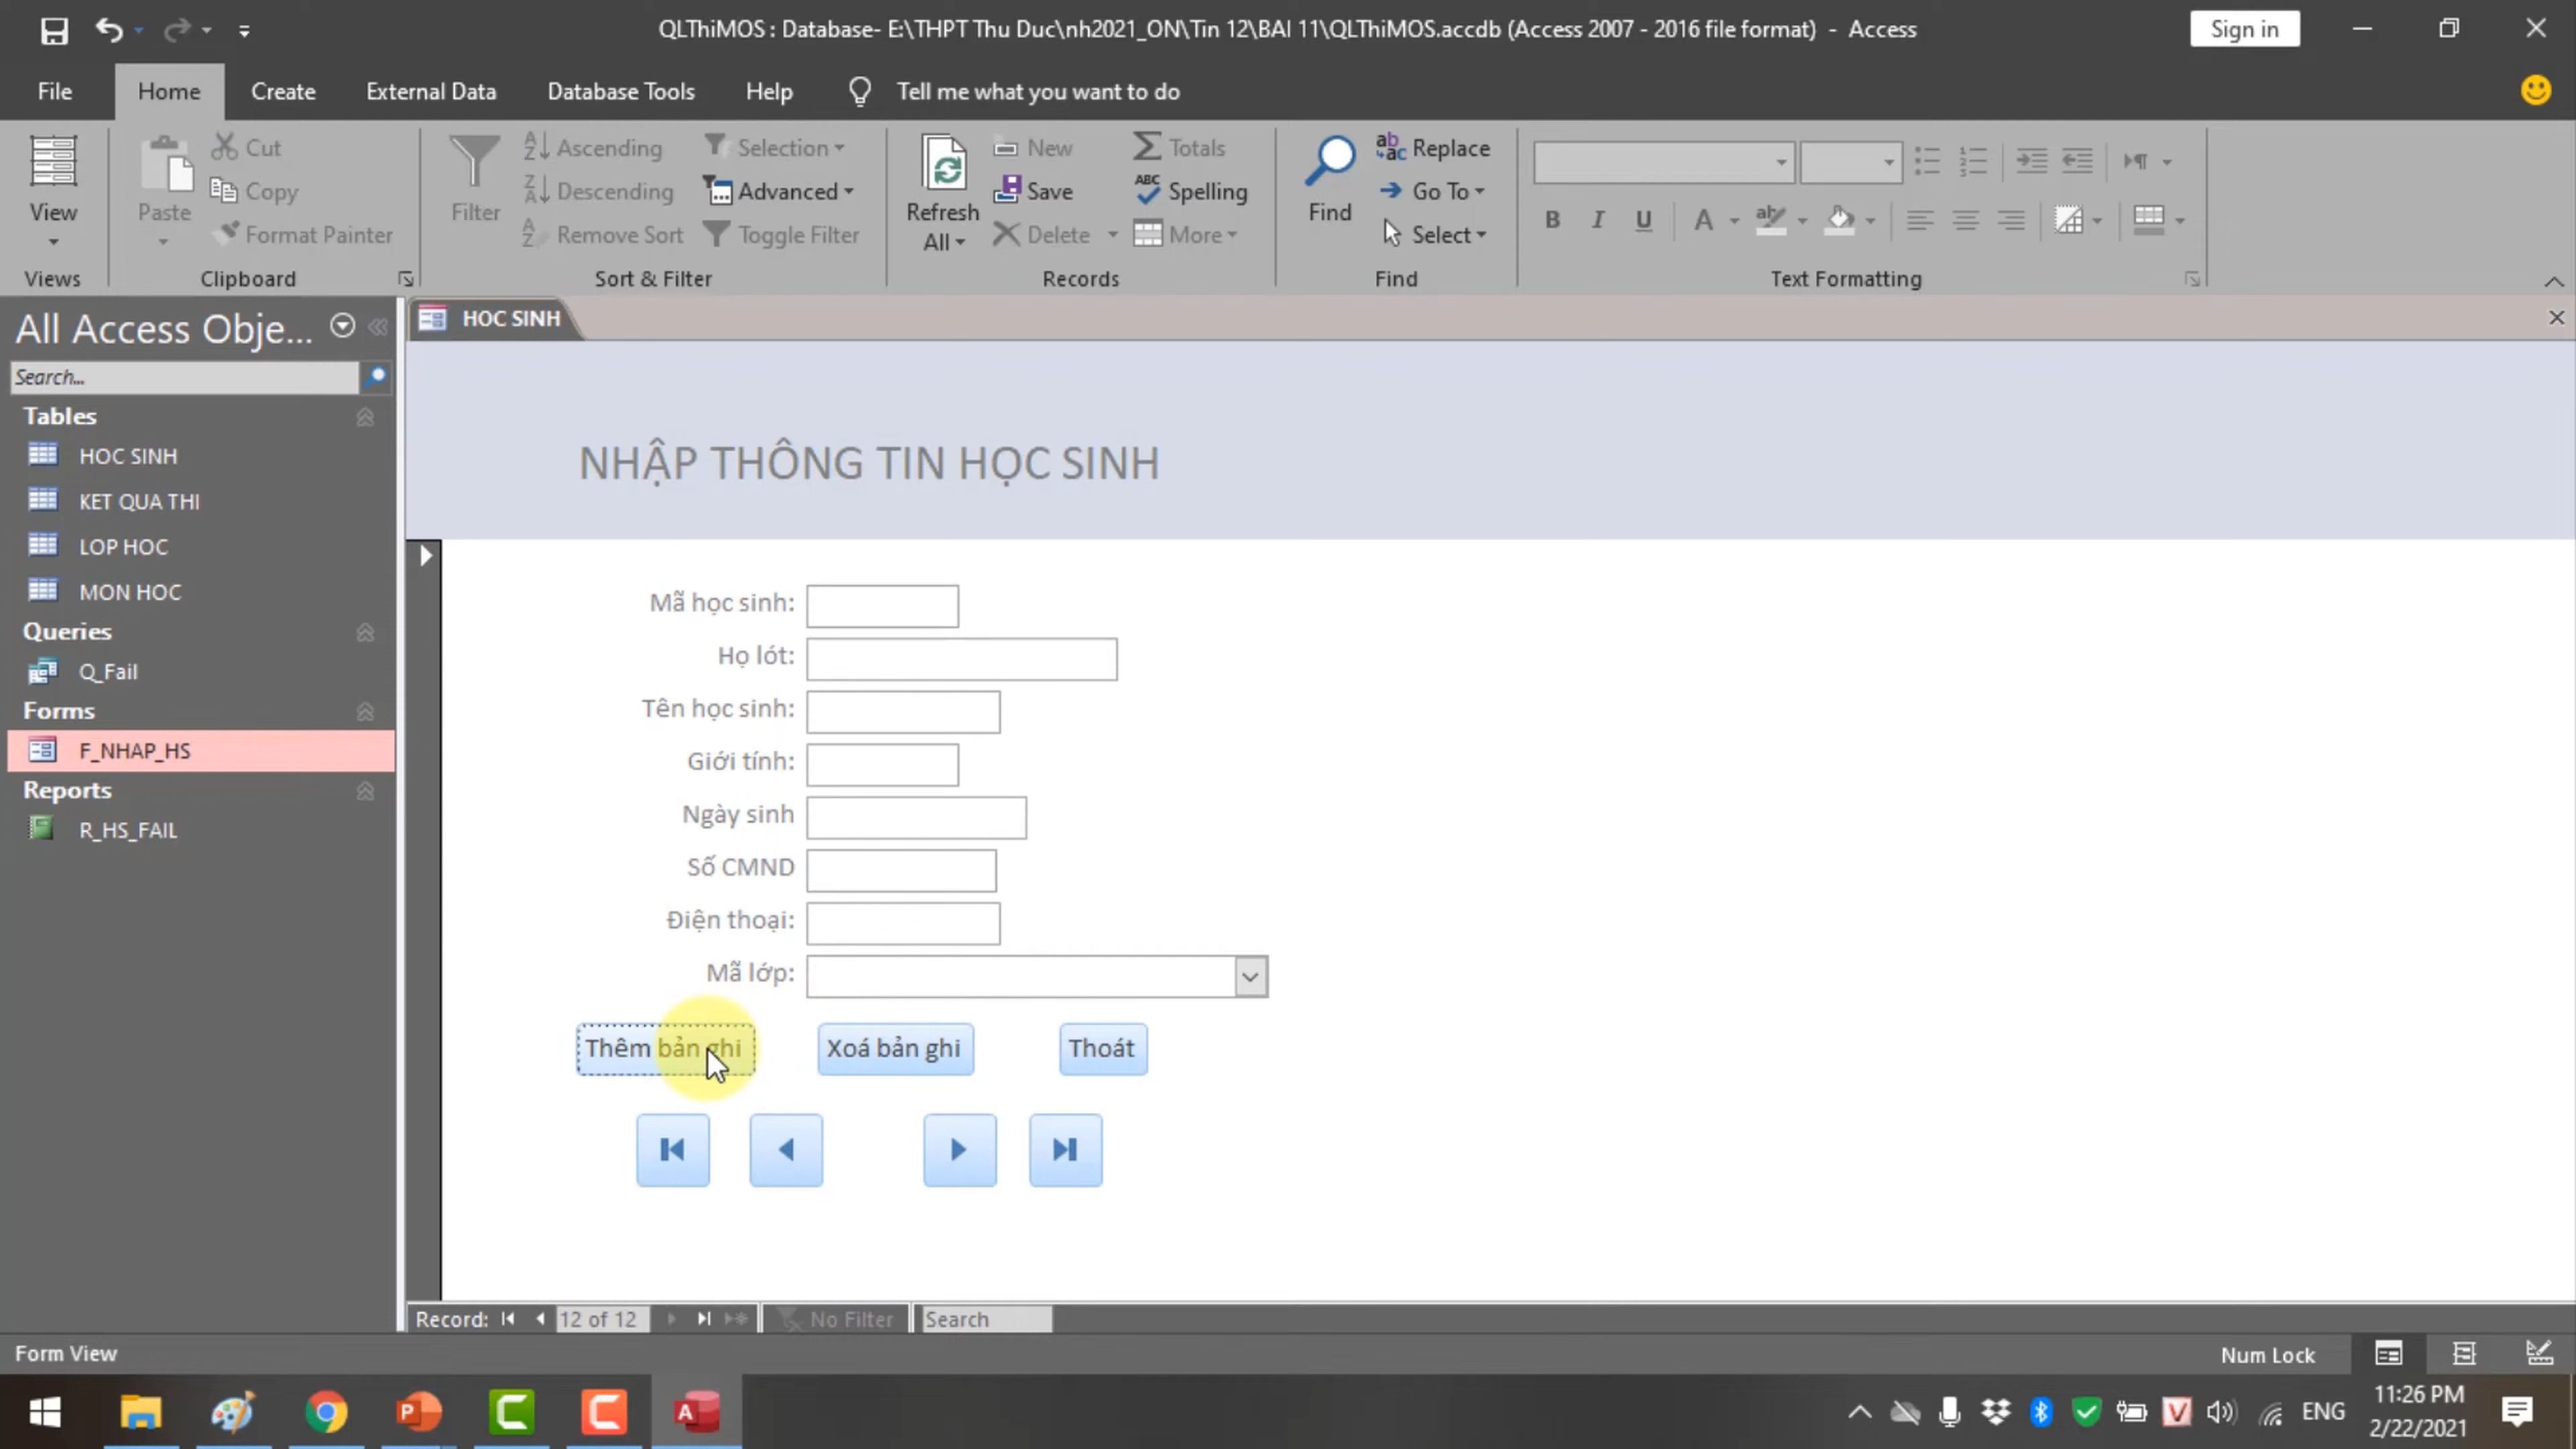 QLThiMOS : Database- E:\THPT Thu Duc\nh2021_ON\Tin 12\BAI 11\QLThiMOS.accdb (Access 2007 - 2016 file format) - Access
Sign in
File
Home
Create
External Data
Database Tools
Help
Tell me what you want to do
View
Paste
Cut
Copy
Format Painter
Filter
Ascending
Descending
Remove Sort
Selection
Advanced
Toggle Filter
Refresh
All
New
Save
Delete
Totals
Spelling
More
Find
Replace
Go To
Select
B I U A
Views
Clipboard
Sort & Filter
Records
Find
Text Formatting
All Access Obje...
Search...
Tables
HOC SINH
KET QUA THI
LOP HOC
MON HOC
Queries
Q_Fail
Forms
F_NHAP_HS
Reports
R_HS_FAIL
HOC SINH
NHẬP THÔNG TIN HỌC SINH
Mã học sinh:
Họ lót:
Tên học sinh:
Giới tính:
Ngày sinh
Số CMND
Điện thoại:
Mã lớp:
Thêm bản ghi
Xoá bản ghi
Thoát
Record: 12 of 12 No Filter Search
Form View
Num Lock
ENG
11:26 PM
2/22/2021